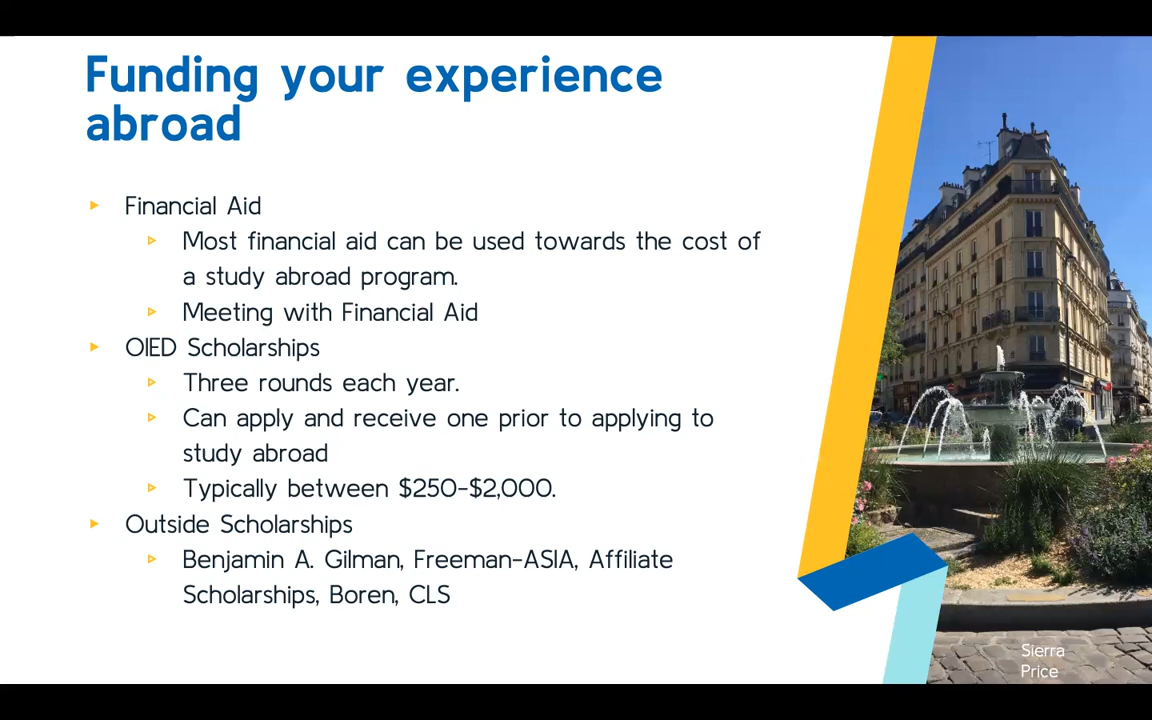 Funding your experience
abroad
Financial Aid
Most financial aid can be used towards the cost of
a study abroad program.
Meeting with Financial Aid
OIED Scholarships
Three rounds each year.
Can apply and receive one prior to applying to
study abroad
Typically between $250-$2,000.
Outside Scholarships
Benjamin A. Gilman, Freeman-ASIA, Affiliate
Scholarships, Boren, CLS
Sierra
Price